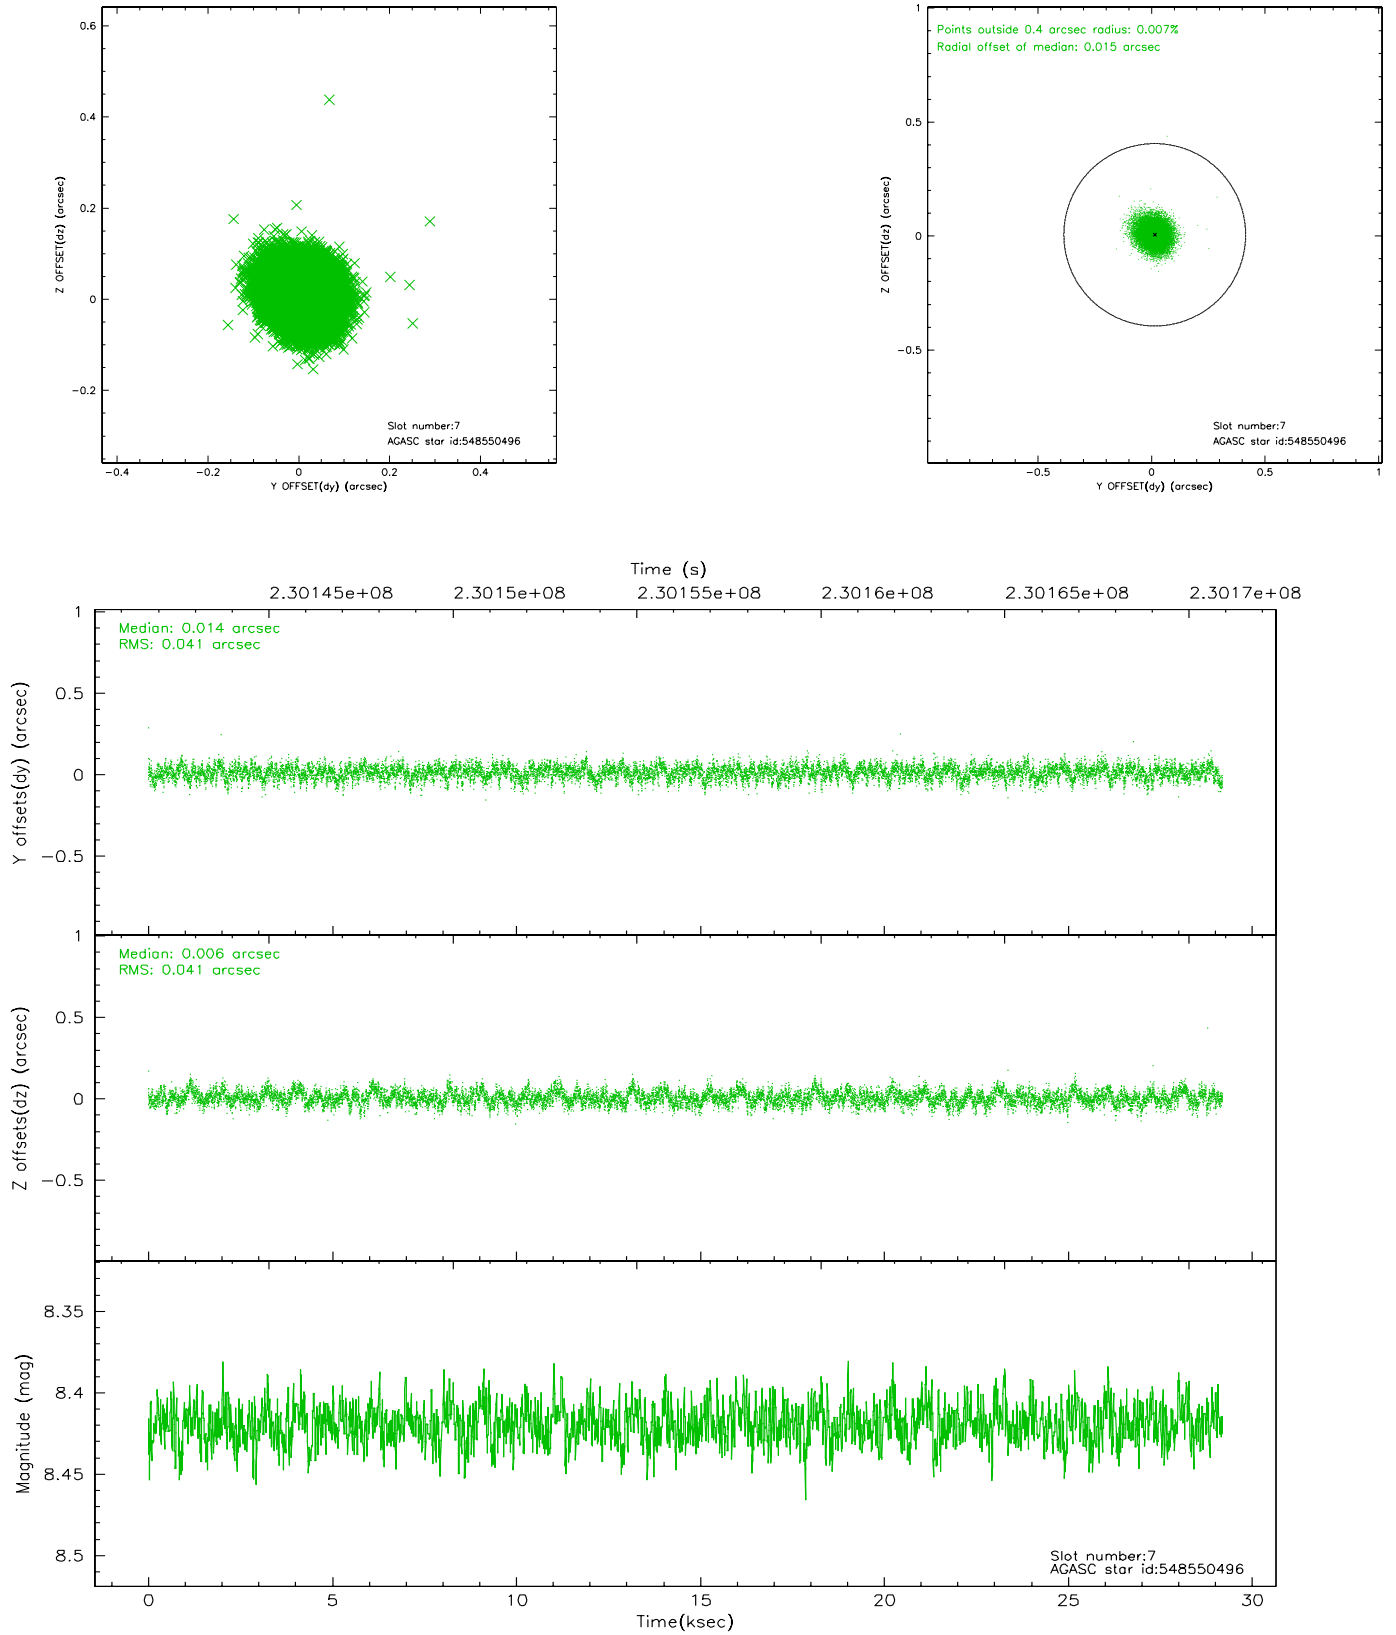 0.6
0.4
0.2
0
−0.2
Z OFFSET(dz) (arcsec)
−0.4
−0.2
0
0.2
0.4
Y OFFSET(dy) (arcsec)
Slot number:7
AGASC star id:548550496
Points outside 0.4 arcsec radius: 0.007%
Radial offset of median: 0.015 arcsec
1
0.5
0
−0.5
Z OFFSET(dz) (arcsec)
−0.5
0
0.5
1
Y OFFSET(dy) (arcsec)
Slot number:7
AGASC star id:548550496
Time (s)
2.30145e+08
2.3015e+08
2.30155e+08
2.3016e+08
2.30165e+08
2.3017e+08
Median: 0.014 arcsec
RMS: 0.041 arcsec
1
0.5
0
−0.5
Y offsets(dy) (arcsec)
Median: 0.006 arcsec
RMS: 0.041 arcsec
1
0.5
0
−0.5
Z offsets(dz) (arcsec)
8.35
8.4
8.45
8.5
Magnitude (mag)
Slot number:7
AGASC star id:548550496
0
5
10
15
20
25
30
Time(ksec)